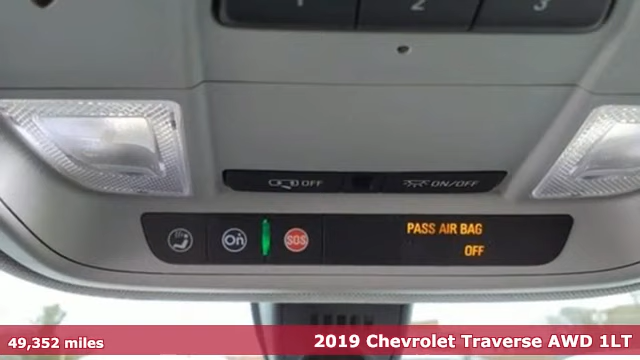 1 2 3
OFF ON/OFF
On SOS PASS AIR BAG
OFF
49,352 miles 2019 Chevrolet Traverse AWD 1LT